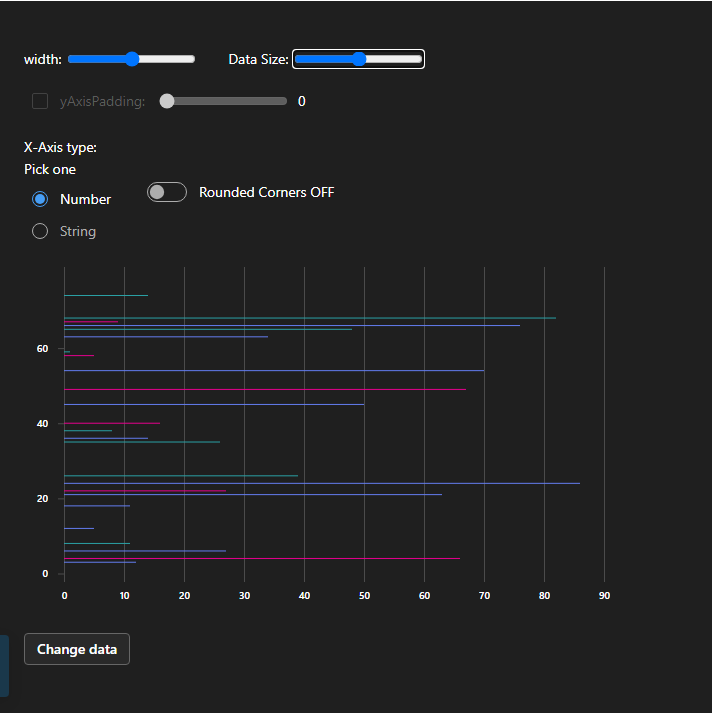 width: Data Size:
yAxisPadding: 0
X-Axis type:
Pick one
Number
Rounded Corners OFF
String
60
40
20
0
0 10 20 30 40 50 60 70 80 90
Change data